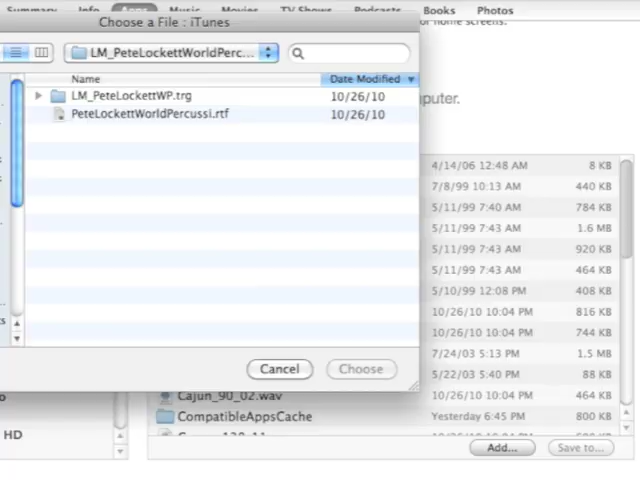 Summary Info Apps Music Movies TV Shows Podcasts Books Photos
Choose a File : iTunes
or home screens.
LM_PeteLockettWorldPerc...
Name Date Modified
LM_PeteLockettWP.trg 10/26/10
PeteLockettWorldPercussi.rtf 10/26/10
puter.
4/14/06 12:48 AM 8 KB
7/8/99 10:13 AM 440 KB
5/11/99 7:40 AM 784 KB
5/11/99 7:43 AM 1.6 MB
5/11/99 7:43 AM 920 KB
5/11/99 7:43 AM 464 KB
5/10/99 12:08 PM 408 KB
10/26/10 10:04 PM 816 KB
10/26/10 10:04 PM 744 KB
7/24/03 5:13 PM 1.5 MB
5/22/03 5:40 PM 88 KB
Cancel Choose
Cajun_90_02.wav 10/26/10 10:04 PM 464 KB
CompatibleAppsCache Yesterday 6:45 PM 800 KB
HD
Add... Save to...